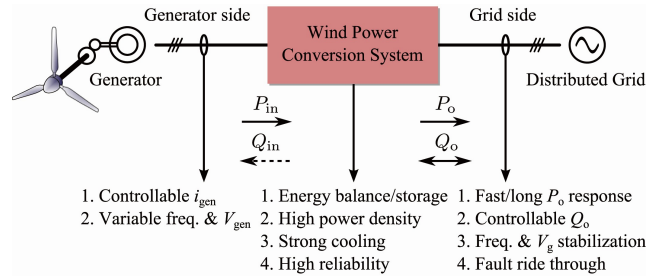 Generator side
Wind Power
Conversion System
Grid side
Generator
Distributed Grid
P_in
P_o
Q_in
Q_o
1. Controllable i_gen
2. Variable freq. & V_gen
1. Energy balance/storage
2. High power density
3. Strong cooling
4. High reliability
1. Fast/long P_o response
2. Controllable Q_o
3. Freq. & V_g stabilization
4. Fault ride through